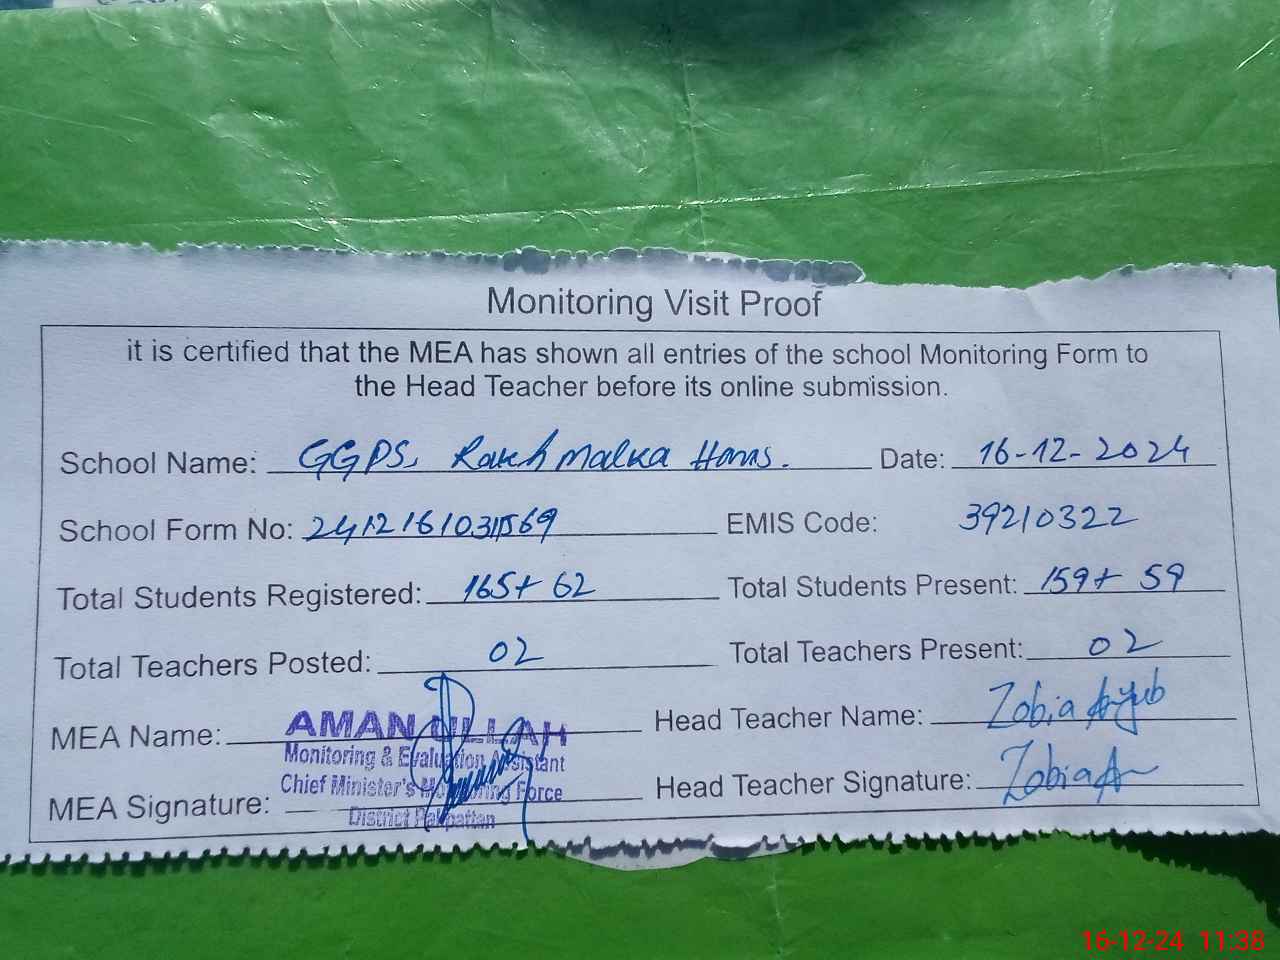 Monitoring Visit Proof
it is certified that the MEA has shown all entries of the school Monitoring Form to
the Head Teacher before its online submission.
School Name: GGPS, Rakh Malka Hans. Date: 16-12-2024
School Form No: EMIS Code: 39210322
Total Students Registered: 165+ 62 Total Students Present: 159+ 59
Total Teachers Posted: 02 Total Teachers Present: 02
MEA Name: AMAN ULLAH Head Teacher Name: Zobia Ayub
Monitoring & Evaluation Assistant
Chief Minister's Monitoring Force
District Pakpattan
MEA Signature: Head Teacher Signature: Zobia A
16-12-24 11:38